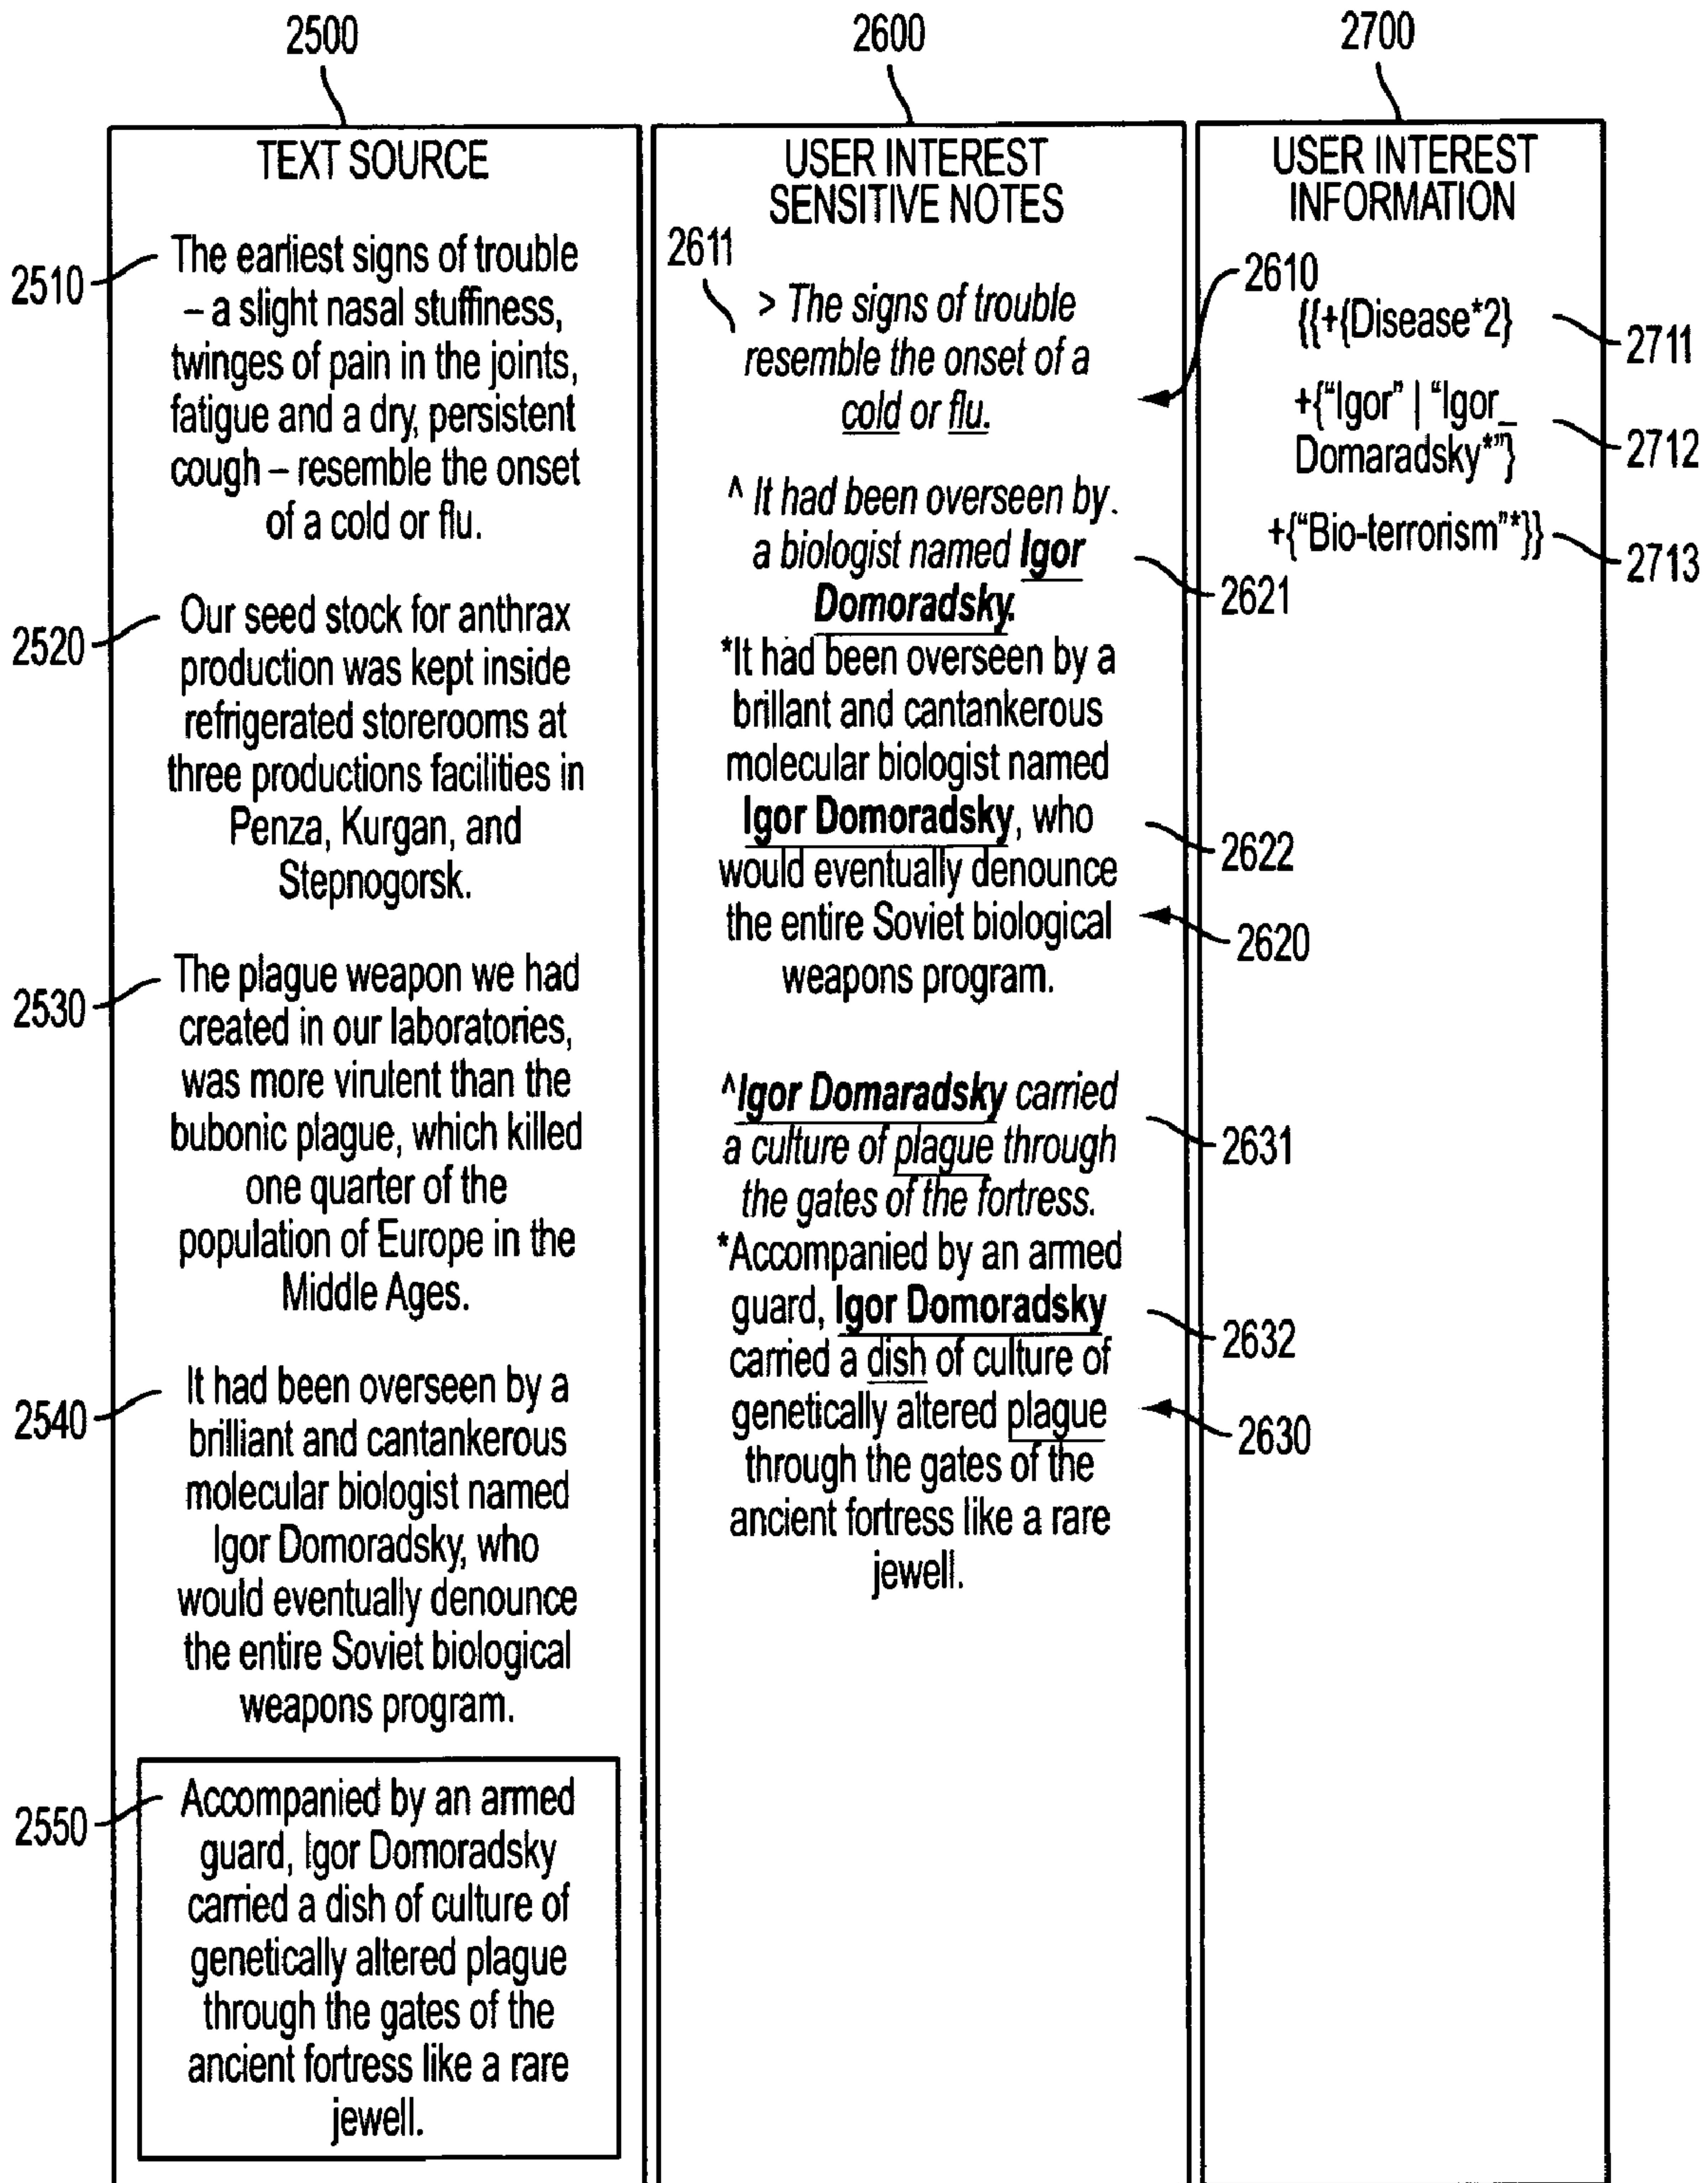 2500
2600
2700
TEXT SOURCE
2510
The earliest signs of trouble
– a slight nasal stuffiness,
twinges of pain in the joints,
fatigue and a dry, persistent
cough – resemble the onset
of a cold or flu.
2520
Our seed stock for anthrax
production was kept inside
refrigerated storerooms at
three productions facilities in
Penza, Kurgan, and
Stepnogorsk.
2530
The plague weapon we had
created in our laboratories,
was more virulent than the
bubonic plague, which killed
one quarter of the
population of Europe in the
Middle Ages.
2540
It had been overseen by a
brilliant and cantankerous
molecular biologist named
Igor Domoradsky, who
would eventually denounce
the entire Soviet biological
weapons program.
2550
Accompanied by an armed
guard, Igor Domoradsky
carried a dish of culture of
genetically altered plague
through the gates of the
ancient fortress like a rare
jewell.
USER INTEREST
SENSITIVE NOTES
2611
2610
> The signs of trouble
resemble the onset of a
cold or flu.
^ It had been overseen by.
a biologist named Igor
Domoradsky.
2621
*It had been overseen by a
brillant and cantankerous
molecular biologist named
Igor Domoradsky, who
would eventually denounce
the entire Soviet biological
weapons program.
2622
2620
^Igor Domaradsky carried
a culture of plague through
the gates of the fortress.
2631
*Accompanied by an armed
guard, Igor Domoradsky
carried a dish of culture of
genetically altered plague
through the gates of the
ancient fortress like a rare
jewell.
2632
2630
USER INTEREST
INFORMATION
{{+{Disease*2}
2711
+{“Igor” | “Igor_
Domaradsky*”}
2712
+{“Bio-terrorism”*}}
2713